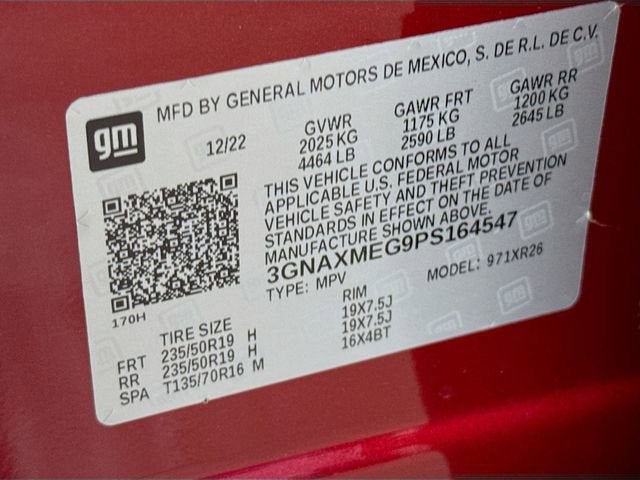 MFD BY GENERAL MOTORS DE MEXICO, S. DE R.L. DE C.V.
gm
12/22
GVWR GAWR FRT GAWR RR
2025 KG 1175 KG 1200 KG
4464 LB 2590 LB 2645 LB
THIS VEHICLE CONFORMS TO ALL
APPLICABLE U.S. FEDERAL MOTOR
VEHICLE SAFETY AND THEFT PREVENTION
STANDARDS IN EFFECT ON THE DATE OF
MANUFACTURE SHOWN ABOVE.
3GNAXMEG9PS164547
TYPE: MPV MODEL: 971XR26
170H
TIRE SIZE RIM
FRT 235/50R19 H 19X7.5J
RR 235/50R19 H 19X7.5J
SPA T135/70R16 M 16X4BT